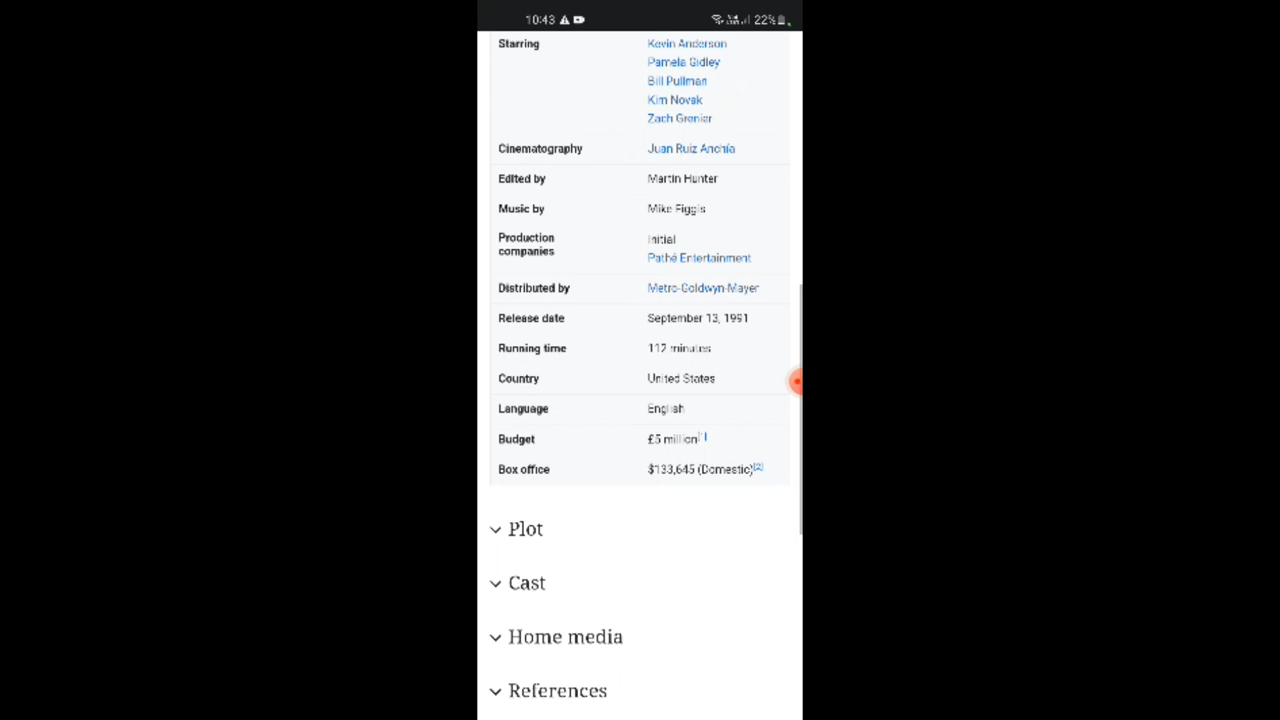 10:43 22%
Starring Kevin Anderson
Pamela Gidley
Bill Pullman
Kim Novak
Zach Grenier
Cinematography Juan Ruiz Anchía
Edited by Martin Hunter
Music by Mike Figgis
Production companies Initial
Pathé Entertainment
Distributed by Metro-Goldwyn-Mayer
Release date September 13, 1991
Running time 112 minutes
Country United States
Language English
Budget £5 million[1]
Box office $133,645 (Domestic)[2]
Plot
Cast
Home media
References